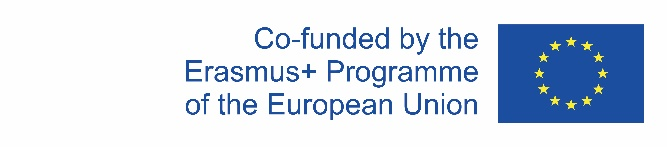 Co-funded by the
Erasmus+ Programme
of the European Union